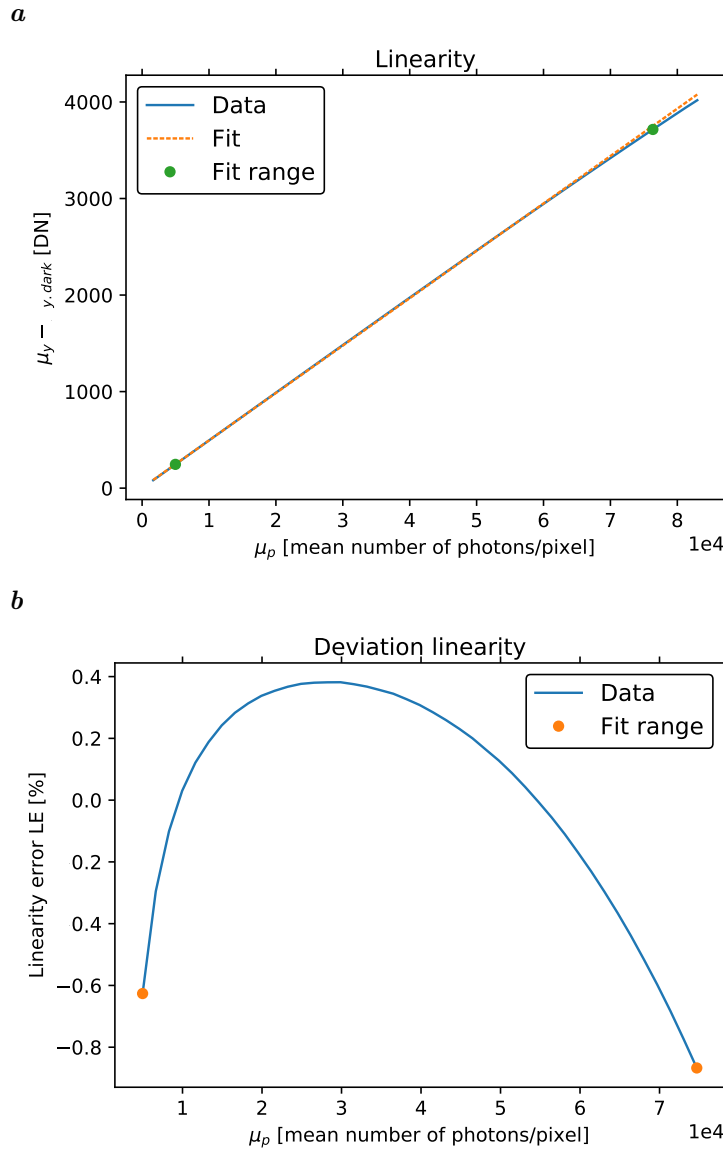 a
Linearity
Data
Fit
Fit range
4000
3000
2000
1000
0
μ_y − _{y.dark} [DN]
0 1 2 3 4 5 6 7 8
1e4
μ_p [mean number of photons/pixel]
b
Deviation linearity
Data
Fit range
0.4
0.2
0.0
0.2
0.4
−0.6
−0.8
Linearity error LE [%]
1 2 3 4 5 6 7
1e4
μ_p [mean number of photons/pixel]